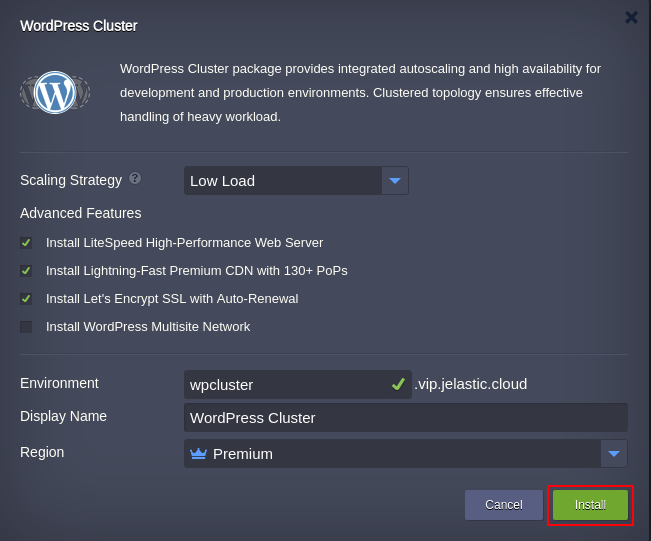 WordPress Cluster
WordPress Cluster package provides integrated autoscaling and high availability for
development and production environments. Clustered topology ensures effective
handling of heavy workload.
Scaling Strategy ? Low Load
Advanced Features
Install LiteSpeed High-Performance Web Server
Install Lightning-Fast Premium CDN with 130+ PoPs
Install Let's Encrypt SSL with Auto-Renewal
Install WordPress Multisite Network
Environment wpcluster .vip.jelastic.cloud
Display Name WordPress Cluster
Region Premium
Cancel Install